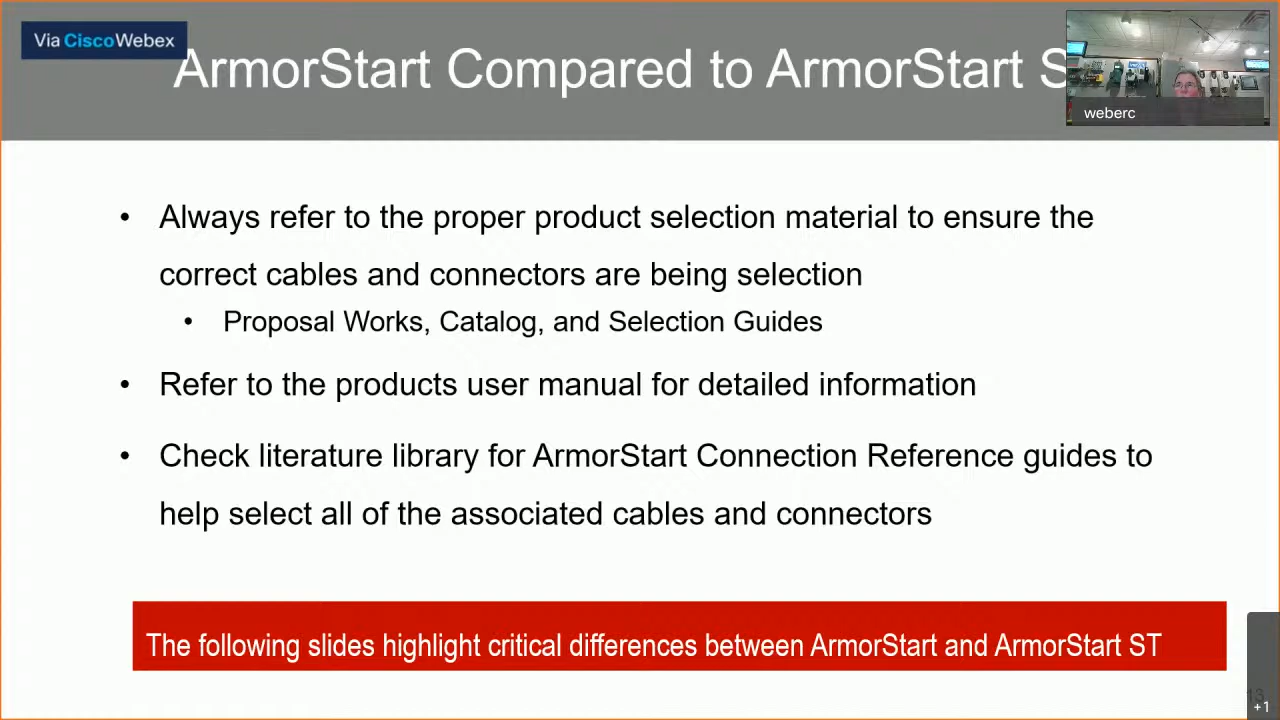 Via CiscoWebex
ArmorStart Compared to ArmorStart S
weberc
• Always refer to the proper product selection material to ensure the
correct cables and connectors are being selection
• Proposal Works, Catalog, and Selection Guides
• Refer to the products user manual for detailed information
• Check literature library for ArmorStart Connection Reference guides to
help select all of the associated cables and connectors
The following slides highlight critical differences between ArmorStart and ArmorStart ST
13
+1